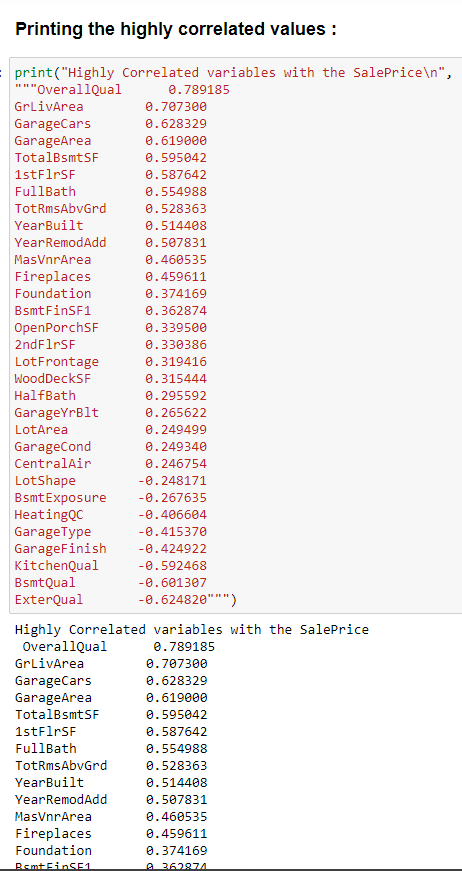 Printing the highly correlated values :
: print("Highly Correlated variables with the SalePrice\n",
"""OverallQual      0.789185
GrLivArea        0.707300
GarageCars       0.628329
GarageArea       0.619000
TotalBsmtSF      0.595042
1stFlrSF         0.587642
FullBath         0.554988
TotRmsAbvGrd     0.528363
YearBuilt        0.514408
YearRemodAdd     0.507831
MasVnrArea       0.460535
Fireplaces       0.459611
Foundation       0.374169
BsmtFinSF1       0.362874
OpenPorchSF      0.339500
2ndFlrSF         0.330386
LotFrontage      0.319416
WoodDeckSF       0.315444
HalfBath         0.295592
GarageYrBlt      0.265622
LotArea          0.249499
GarageCond       0.249340
CentralAir       0.246754
LotShape        -0.248171
BsmtExposure    -0.267635
HeatingQC       -0.406604
GarageType      -0.415370
GarageFinish    -0.424922
KitchenQual     -0.592468
BsmtQual        -0.601307
ExterQual       -0.624820""")
Highly Correlated variables with the SalePrice
 OverallQual      0.789185
GrLivArea        0.707300
GarageCars       0.628329
GarageArea       0.619000
TotalBsmtSF      0.595042
1stFlrSF         0.587642
FullBath         0.554988
TotRmsAbvGrd     0.528363
YearBuilt        0.514408
YearRemodAdd     0.507831
MasVnrArea       0.460535
Fireplaces       0.459611
Foundation       0.374169
BsmtFinSF1       0.362874